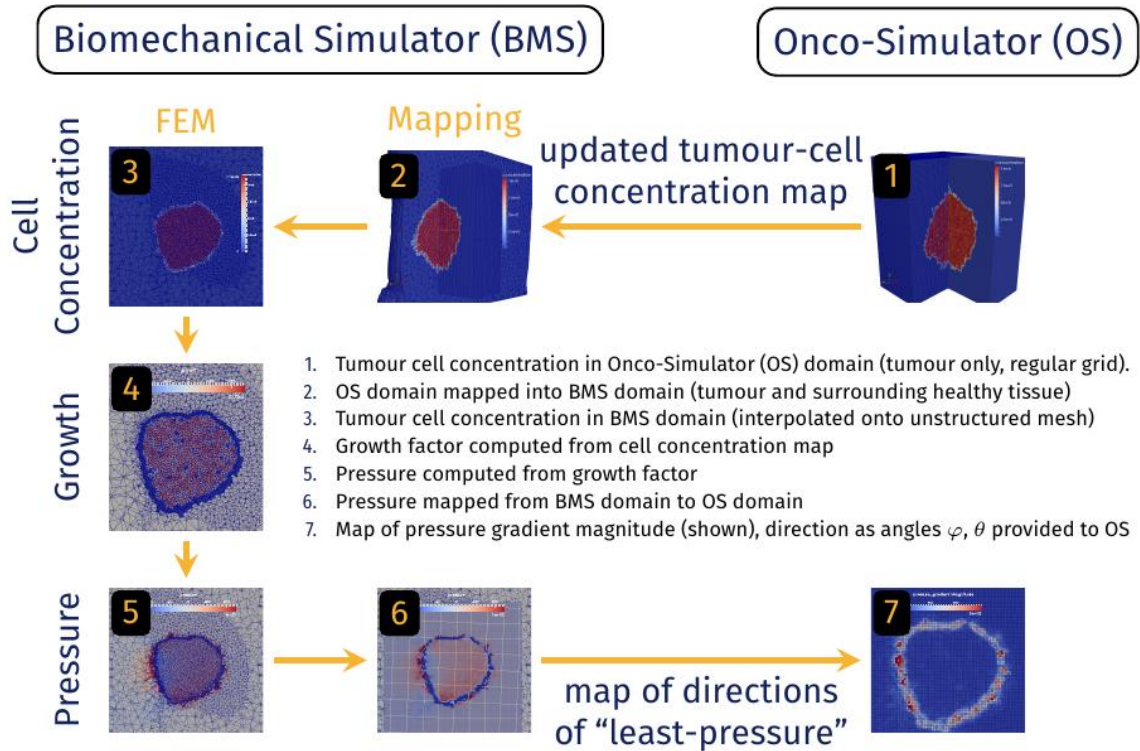 Biomechanical Simulator (BMS)
Onco-Simulator (OS)
FEM
Mapping
Cell
Concentration
3
2
updated tumour-cell
concentration map
1
Growth
4
1. Tumour cell concentration in Onco-Simulator (OS) domain (tumour only, regular grid).
2. OS domain mapped into BMS domain (tumour and surrounding healthy tissue)
3. Tumour cell concentration in BMS domain (interpolated onto unstructured mesh)
4. Growth factor computed from cell concentration map
5. Pressure computed from growth factor
6. Pressure mapped from BMS domain to OS domain
7. Map of pressure gradient magnitude (shown), direction as angles φ, θ provided to OS
Pressure
5
6
map of directions
of “least-pressure”
7
pressure_gradient Magnitude